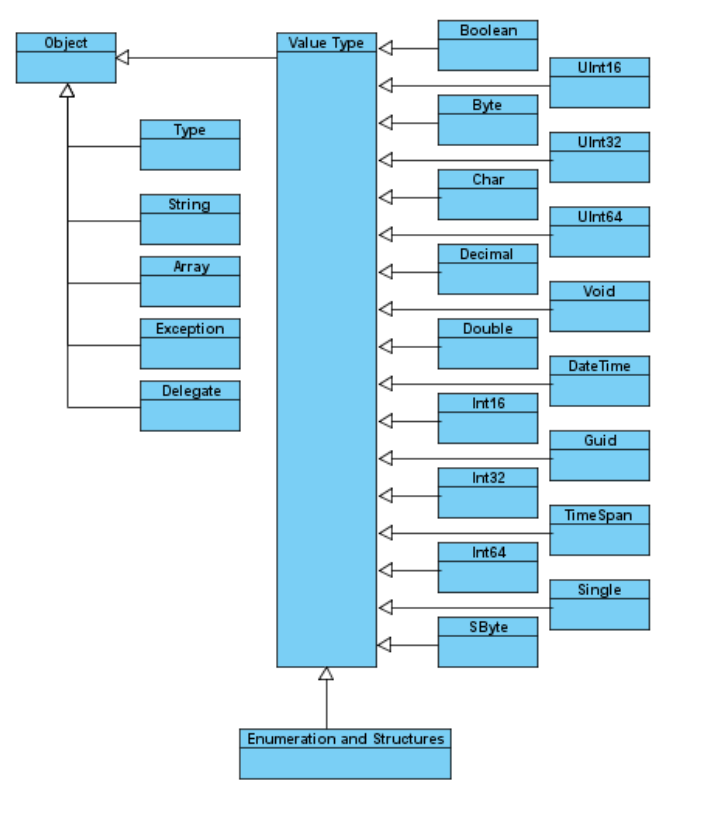 Object
Value Type
Boolean
UInt16
Byte
Type
UInt32
Char
String
UInt64
Decimal
Array
Void
Double
Exception
DateTime
Delegate
Int16
Guid
Int32
TimeSpan
Int64
Single
SByte
Enumeration and Structures